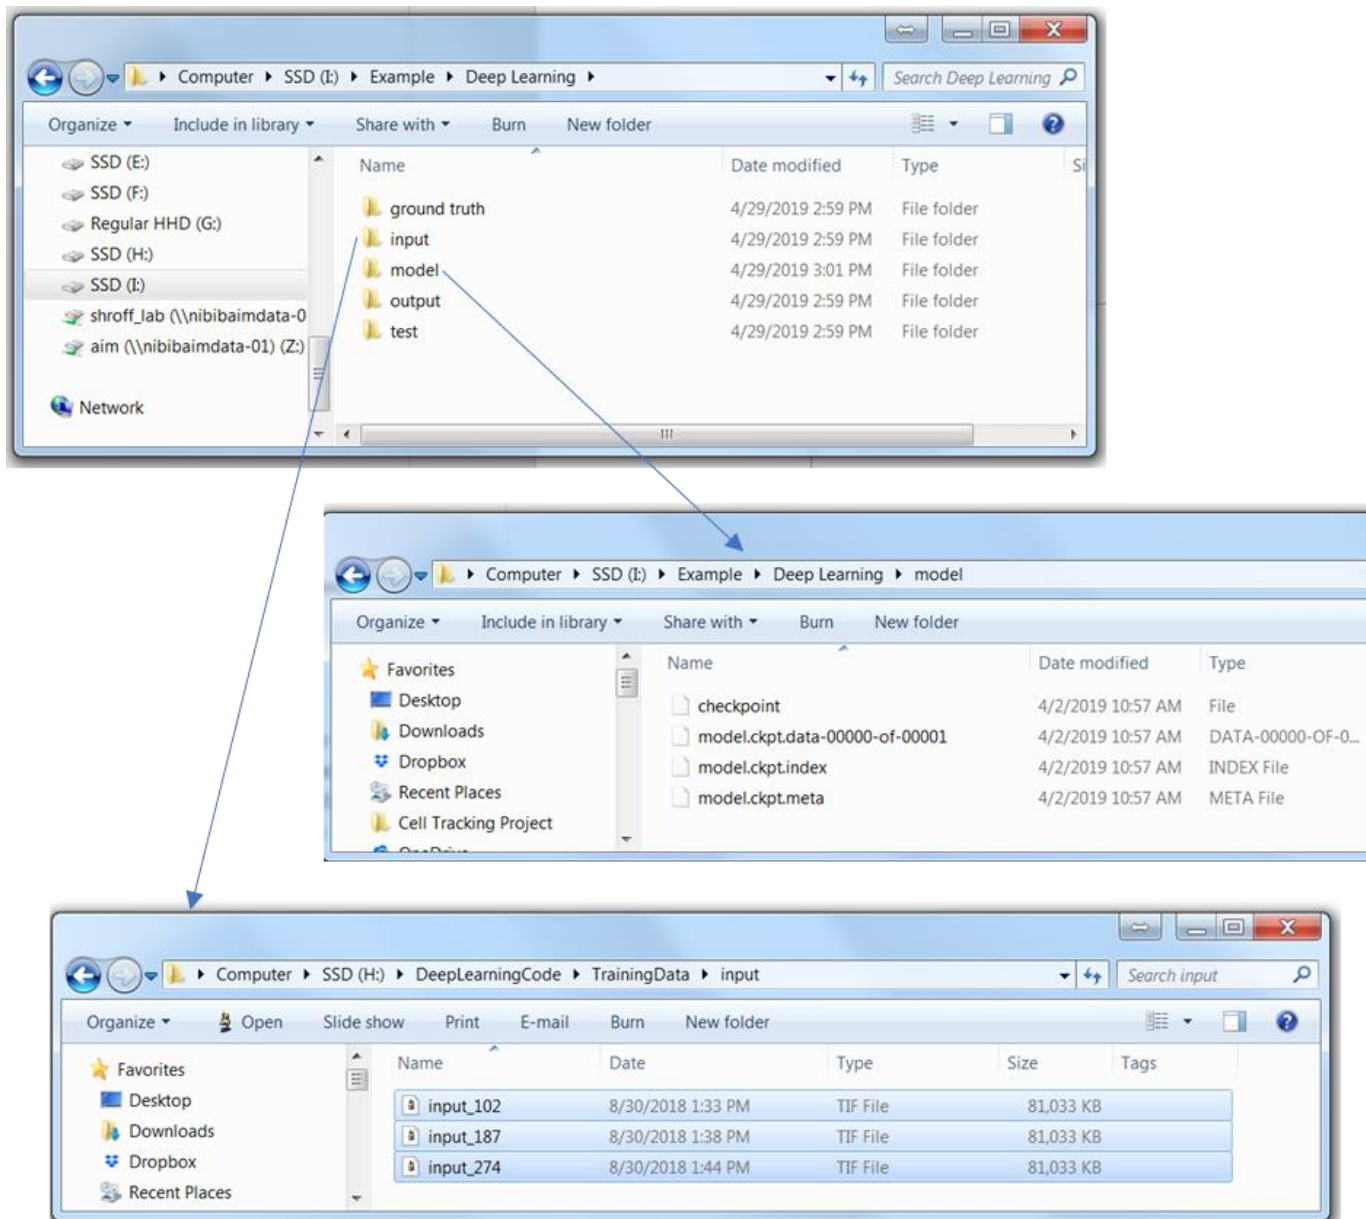 Computer SSD (I:) Example Deep Learning Search Deep Learning
Organize Include in library Share with Burn New folder
SSD (E:)
SSD (F:)
Regular HHD (G:)
SSD (H:)
SSD (I:)
shroff_lab (\\nibibaimdata-0
aim (\\nibibaimdata-01) (Z:)
Network
Name Date modified Type Si
ground truth 4/29/2019 2:59 PM File folder
input 4/29/2019 2:59 PM File folder
model 4/29/2019 3:01 PM File folder
output 4/29/2019 2:59 PM File folder
test 4/29/2019 2:59 PM File folder
Computer SSD (I:) Example Deep Learning model
Organize Include in library Share with Burn New folder
Favorites
Desktop
Downloads
Dropbox
Recent Places
Cell Tracking Project
OneDrive
Name Date modified Type
checkpoint 4/2/2019 10:57 AM File
model.ckpt.data-00000-of-00001 4/2/2019 10:57 AM DATA-00000-OF-0...
model.ckpt.index 4/2/2019 10:57 AM INDEX File
model.ckpt.meta 4/2/2019 10:57 AM META File
Computer SSD (H:) DeepLearningCode TrainingData input Search input
Organize Open Slide show Print E-mail Burn New folder
Favorites
Desktop
Downloads
Dropbox
Recent Places
Name Date Type Size Tags
input_102 8/30/2018 1:33 PM TIF File 81,033 KB
input_187 8/30/2018 1:38 PM TIF File 81,033 KB
input_274 8/30/2018 1:44 PM TIF File 81,033 KB